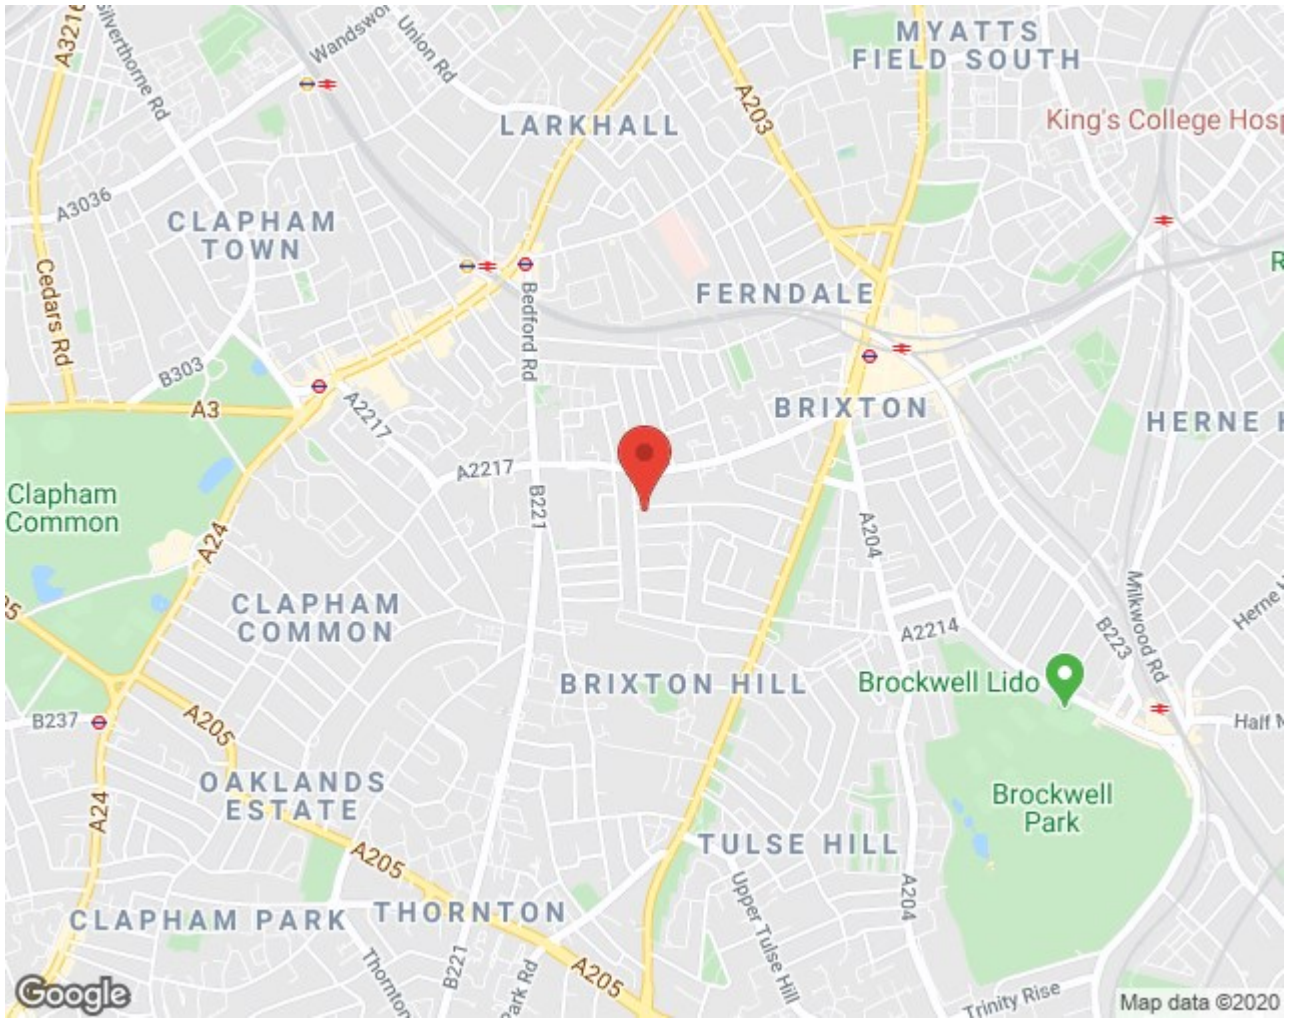 A3216
Silverthorne Rd
Wandswor
Union Rd
MYATTS
FIELD SOUTH
A203
King's College Hosp
LARKHALL
A3036
CLAPHAM
TOWN
Cedars Rd
Bedford Rd
FERNDALE
R
B303
A3
A2217
BRIXTON
HERNE H
A2217
Clapham
Common
B221
A24
A204
CLAPHAM
COMMON
A2214
B223
Milkwood Rd
Herne H
BRIXTON HILL
Brockwell Lido
B237
A205
Half M
OAKLANDS
ESTATE
A24
Brockwell
Park
A205
TULSE HILL
Upper Tulse Hill
A204
CLAPHAM PARK
THORNTON
Thornton
B221
Park Rd
A205
Trinity Rise
Google
Map data ©2020